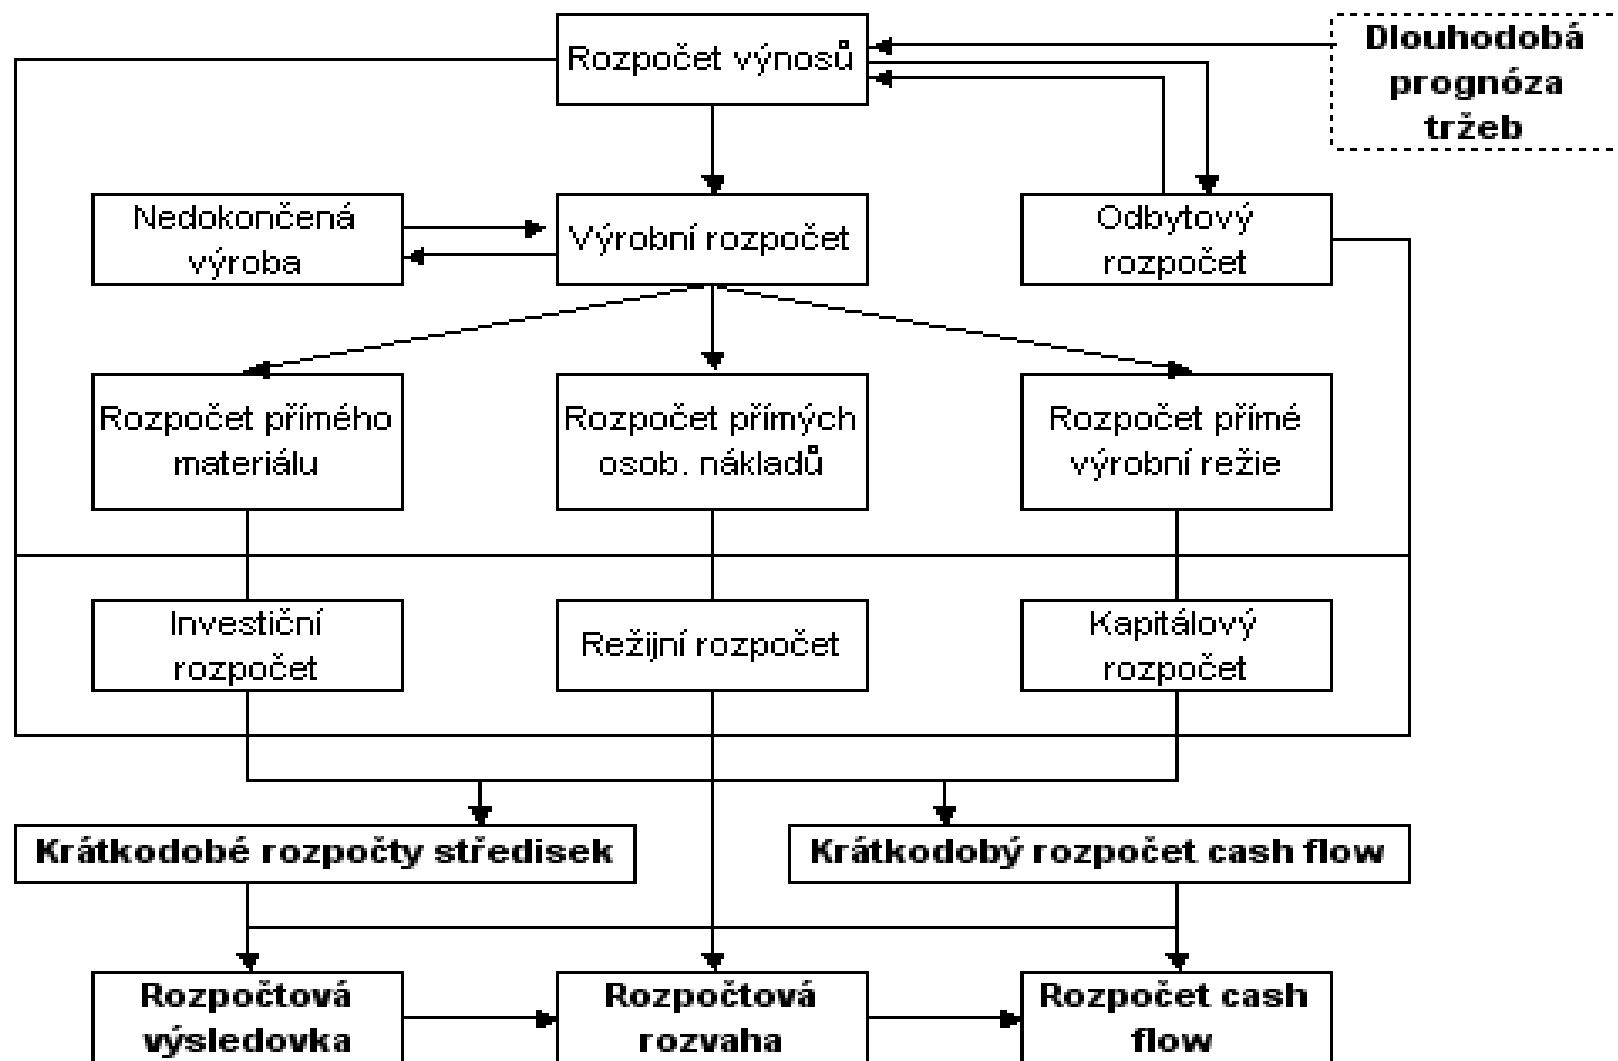 Rozpočet výnosů
Dlouhodobá
prognóza
tržeb
Nedokončená
výroba
Výrobní rozpočet
Odbytový
rozpočet
Rozpočet přímého
materiálu
Rozpočet přímých
osob. nákladů
Rozpočet přímé
výrobní režie
Investiční
rozpočet
Režijní rozpočet
Kapitálový
rozpočet
Krátkodobé rozpočty středisek
Krátkodobý rozpočet cash flow
Rozpočtová
výsledovka
Rozpočtová
rozvaha
Rozpočet cash
flow